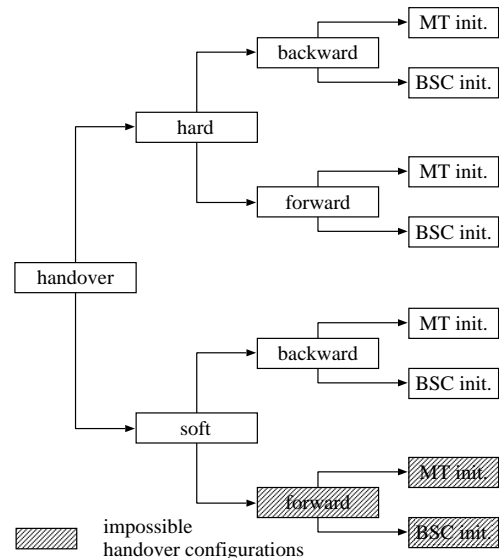 MT init.
backward
BSC init.
hard
MT init.
forward
BSC init.
handover
MT init.
backward
BSC init.
soft
MT init.
forward
BSC init.
impossible
handover configurations